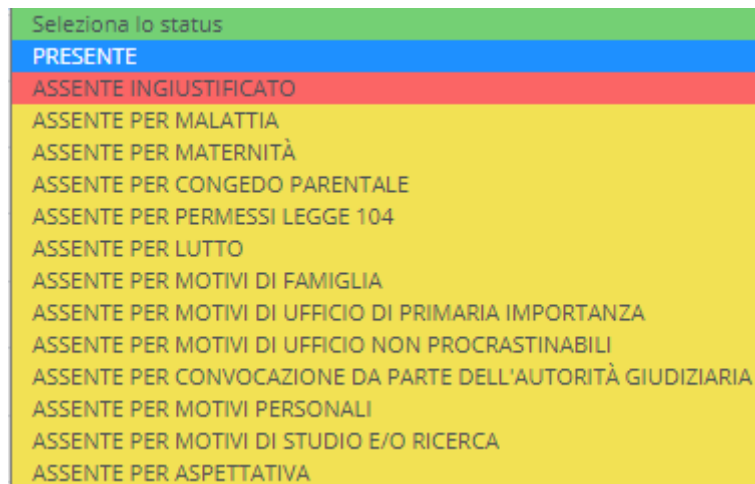 Seleziona lo status
PRESENTE
ASSENTE INGIUSTIFICATO
ASSENTE PER MALATTIA
ASSENTE PER MATERNITÀ
ASSENTE PER CONGEDO PARENTALE
ASSENTE PER PERMESSI LEGGE 104
ASSENTE PER LUTTO
ASSENTE PER MOTIVI DI FAMIGLIA
ASSENTE PER MOTIVI DI UFFICIO DI PRIMARIA IMPORTANZA
ASSENTE PER MOTIVI DI UFFICIO NON PROCRASTINABILI
ASSENTE PER CONVOCAZIONE DA PARTE DELL'AUTORITÀ GIUDIZIARIA
ASSENTE PER MOTIVI PERSONALI
ASSENTE PER MOTIVI DI STUDIO E/O RICERCA
ASSENTE PER ASPETTATIVA